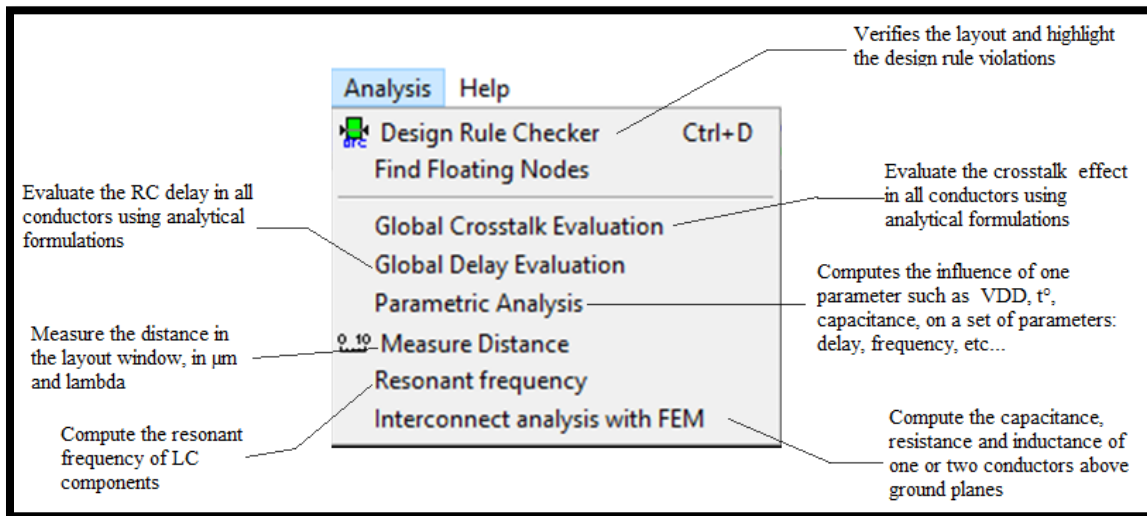 Verifies the layout and highlight
the design rule violations
Analysis Help
Design Rule Checker Ctrl+D
drc
Find Floating Nodes
Evaluate the crosstalk effect
in all conductors using
analytical formulations
Evaluate the RC delay in all
conductors using analytical
formulations
Global Crosstalk Evaluation
Global Delay Evaluation
Parametric Analysis
Computes the influence of one
parameter such as VDD, t°,
capacitance, on a set of parameters:
delay, frequency, etc...
Measure the distance in
the layout window, in μm
and lambda
0 10 Measure Distance
Resonant frequency
Interconnect analysis with FEM
Compute the resonant
frequency of LC
components
Compute the capacitance,
resistance and inductance of
one or two conductors above
ground planes